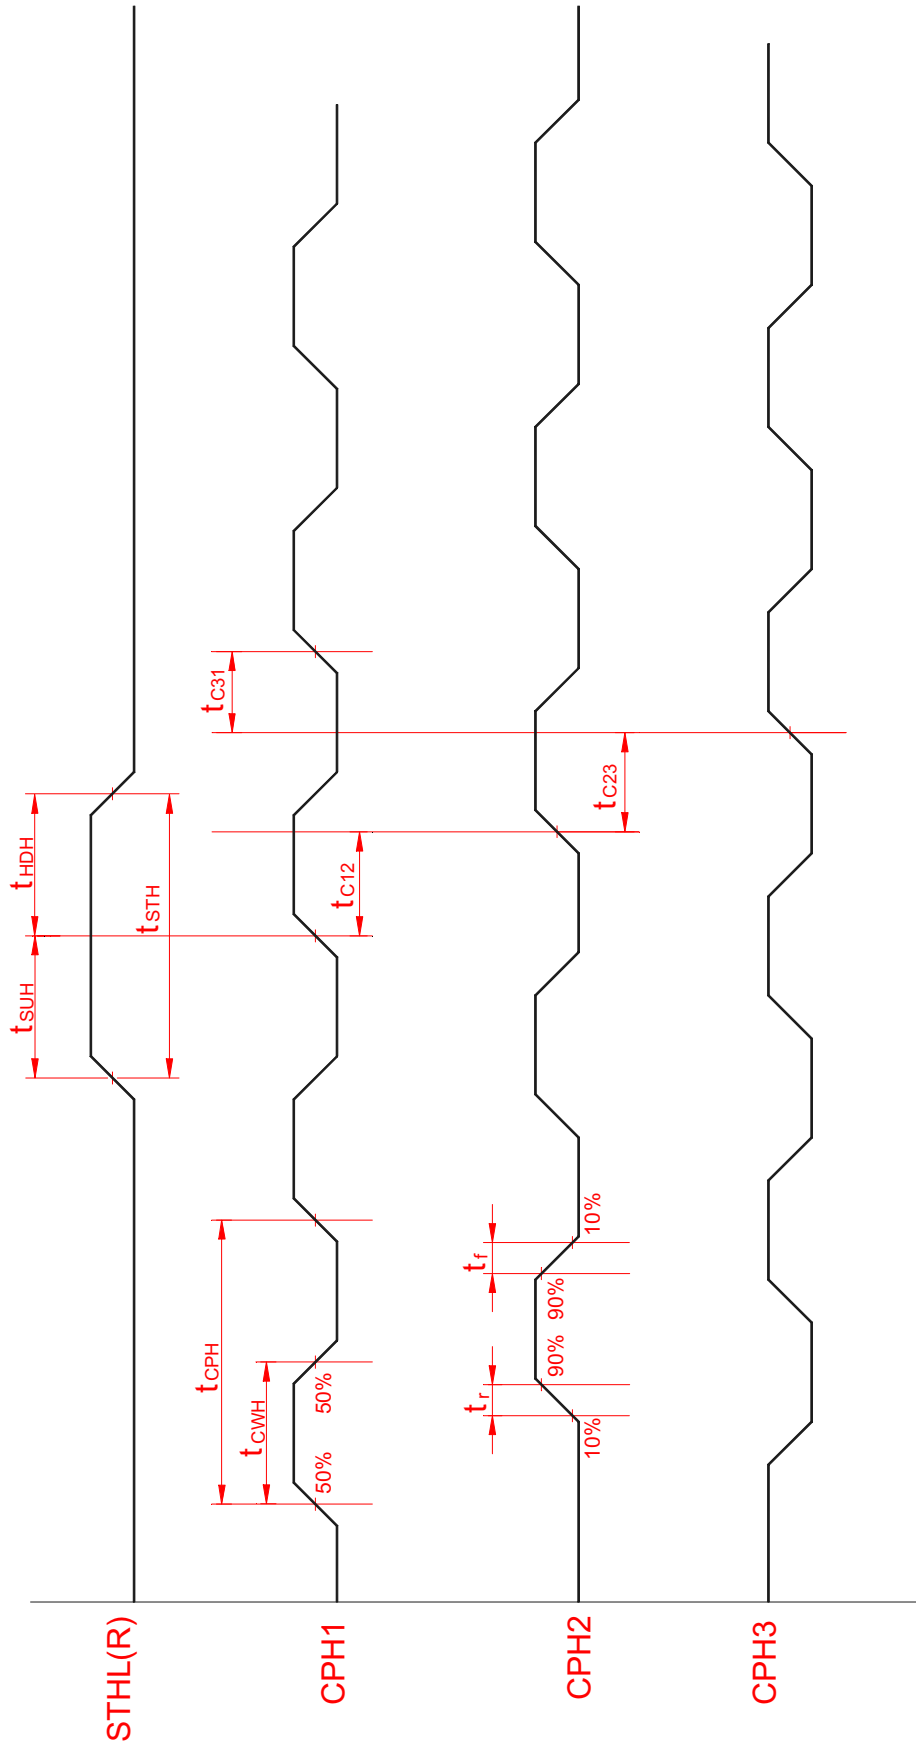 STHL(R)
tSUH
tHDH
tSTH
CPH1
tCPH
tCWH
50%
50%
tC12
tC31
CPH2
tr
tf
10%
90%
90%
10%
tC23
CPH3